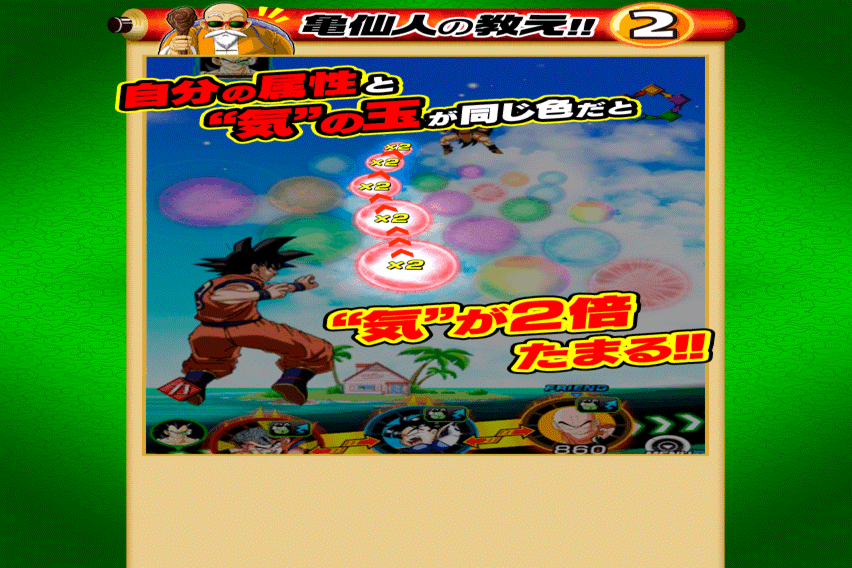 亀仙人の教え!! 2
自分の属性と
“気”の玉が同じ色だと
×2
×2
×2
×2
×2
“気”が2倍
たまる!!
FRIEND
860
MENU